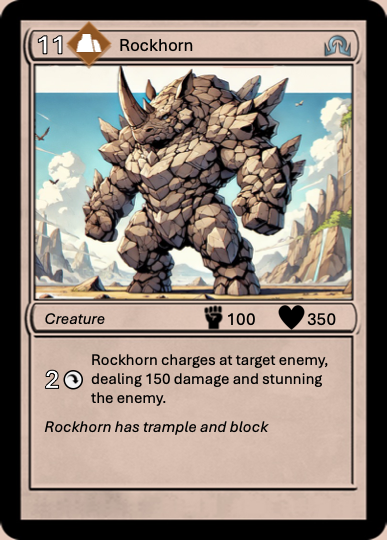 11 Rockhorn
Creature 100 350
Rockhorn charges at target enemy,
2 dealing 150 damage and stunning
the enemy.
Rockhorn has trample and block